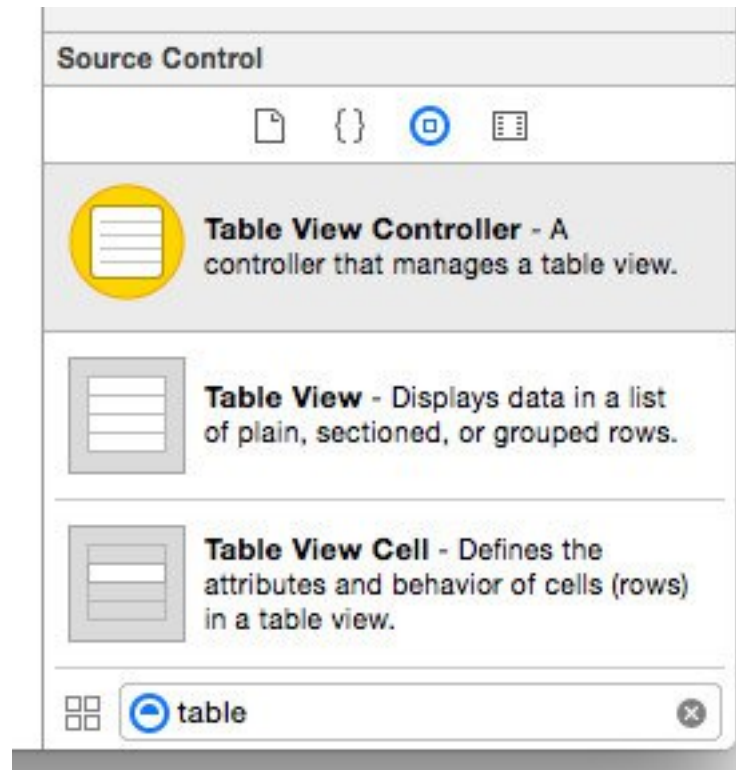 Source Control
{}
Table View Controller - A
controller that manages a table view.
Table View - Displays data in a list
of plain, sectioned, or grouped rows.
Table View Cell - Defines the
attributes and behavior of cells (rows)
in a table view.
table